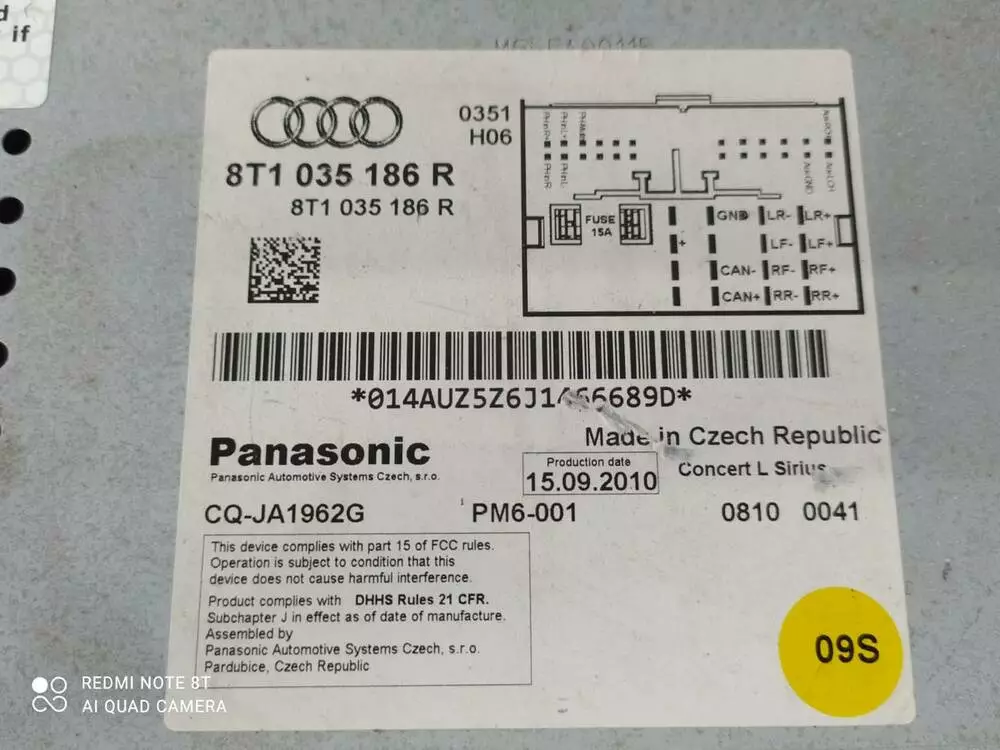 d
if
0351
H06
8T1 035 186 R
8T1 035 186 R
FUSE
15A
GND LR- LR+
+ LF- LF+
CAN- RF- RF+
CAN+ RR- RR+
Made in Czech Republic
Panasonic
Panasonic Automotive Systems Czech, s.r.o.
Production date
15.09.2010
Concert L Sirius
CQ-JA1962G
PM6-001
0810 0041
This device complies with part 15 of FCC rules.
Operation is subject to condition that this
device does not cause harmful interference.
Product complies with DHHS Rules 21 CFR.
Subchapter J in effect as of date of manufacture.
Assembled by
Panasonic Automotive Systems Czech, s.r.o.
Pardubice, Czech Republic
09S
REDMI NOTE 8T
AI QUAD CAMERA